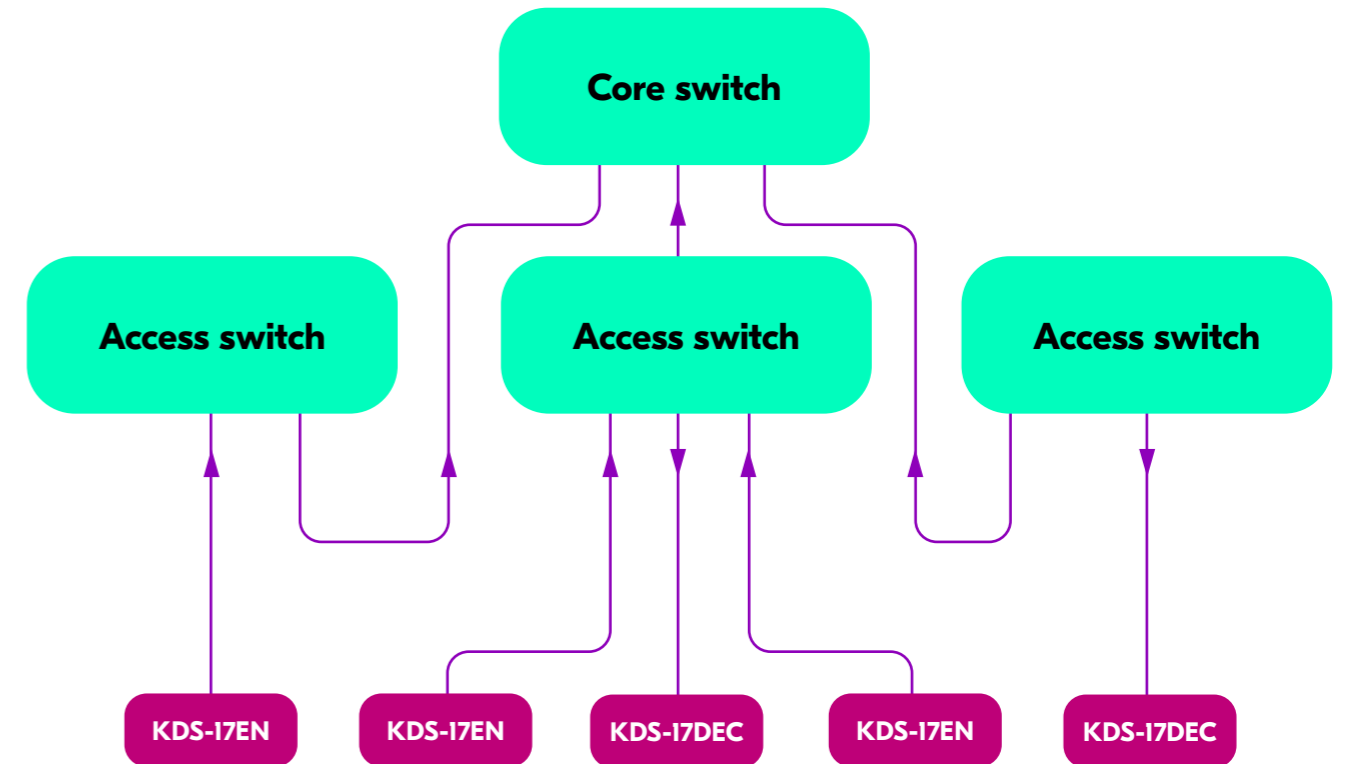 Core switch
Access switch
Access switch
Access switch
KDS-17EN
KDS-17EN
KDS-17DEC
KDS-17EN
KDS-17DEC